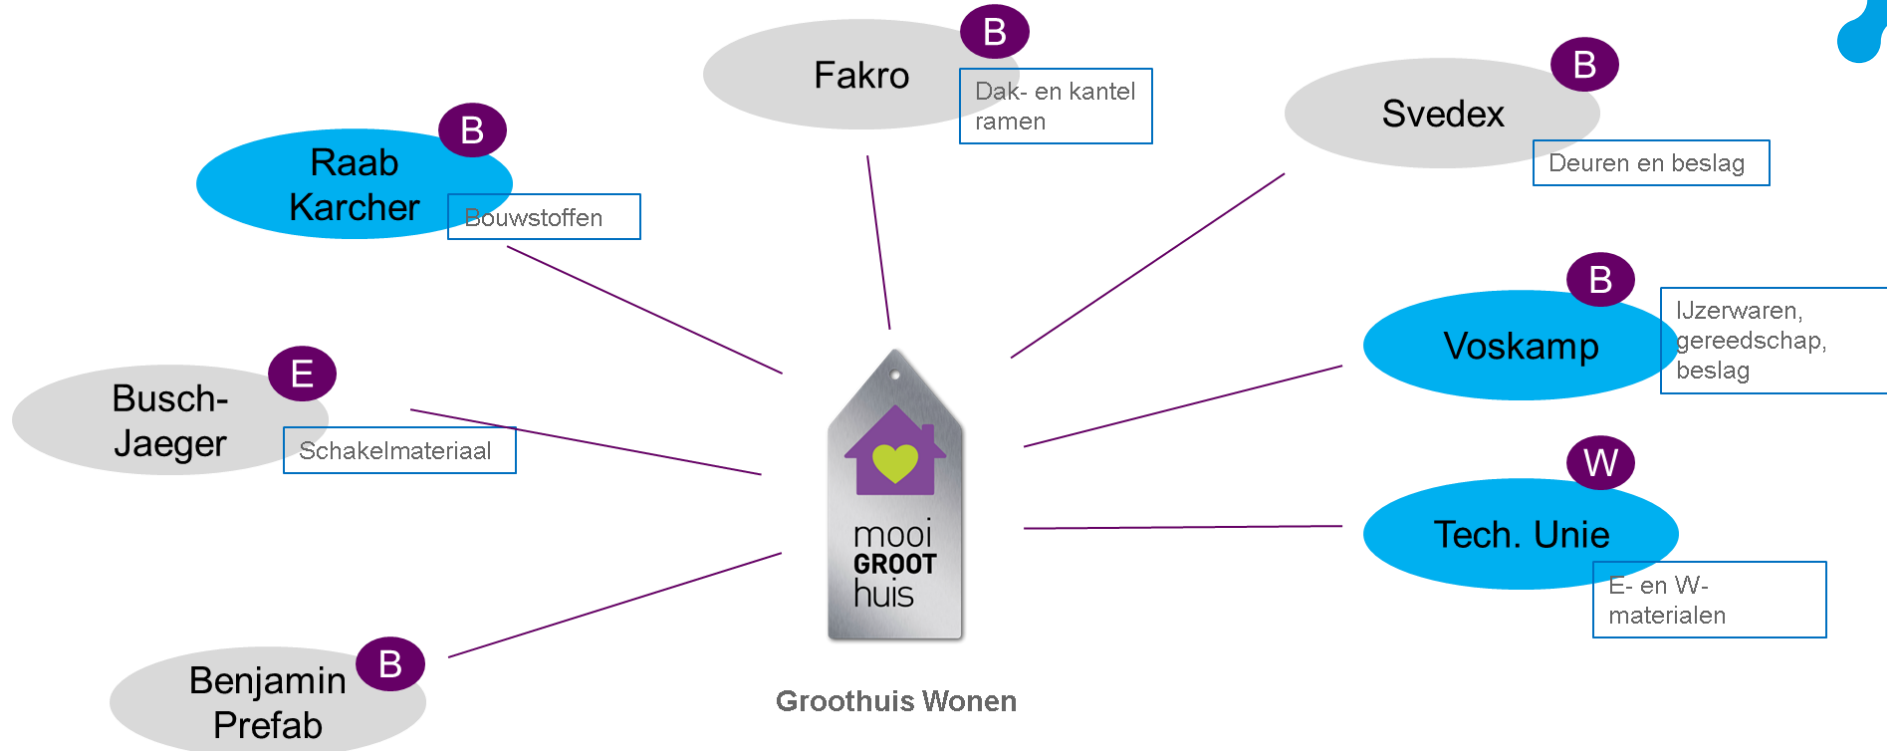 B
Fakro
Dak- en kantel
ramen
B
Svedex
Deuren en beslag
B
Raab
Karcher
Bouwstoffen
B
Voskamp
IJzerwaren,
gereedschap,
beslag
E
Busch-
Jaeger
Schakelmateriaal
W
Tech. Unie
E- en W-
materialen
mooi
GROOT
huis
B
Benjamin
Prefab
Groothuis Wonen